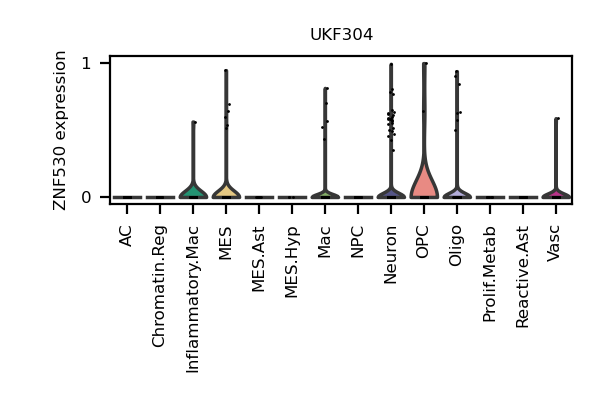 UKF304
ZNF530 expression
1
0
AC
Chromatin.Reg
Inflammatory.Mac
MES
MES.Ast
MES.Hyp
Mac
NPC
Neuron
OPC
Oligo
Prolif.Metab
Reactive.Ast
Vasc